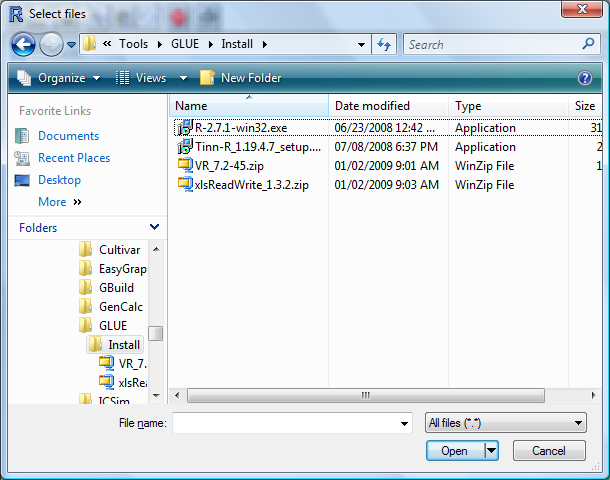 Select files
« Tools GLUE Install
Search
Organize Views New Folder
Favorite Links
Documents
Recent Places
Desktop
More »
Folders
Cultivar
EasyGrap
GBuild
GenCalc
GLUE
Install
VR_7.
xlsRea
ICSim
Name Date modified Type Size
R-2.7.1-win32.exe 06/23/2008 12:42 ... Application 31
Tinn-R_1.19.4.7_setup.... 07/08/2008 6:37 PM Application 2
VR_7.2-45.zip 01/02/2009 9:01 AM WinZip File 1
xlsReadWrite_1.3.2.zip 01/02/2009 9:03 AM WinZip File
File name: All files (*.*)
Open Cancel